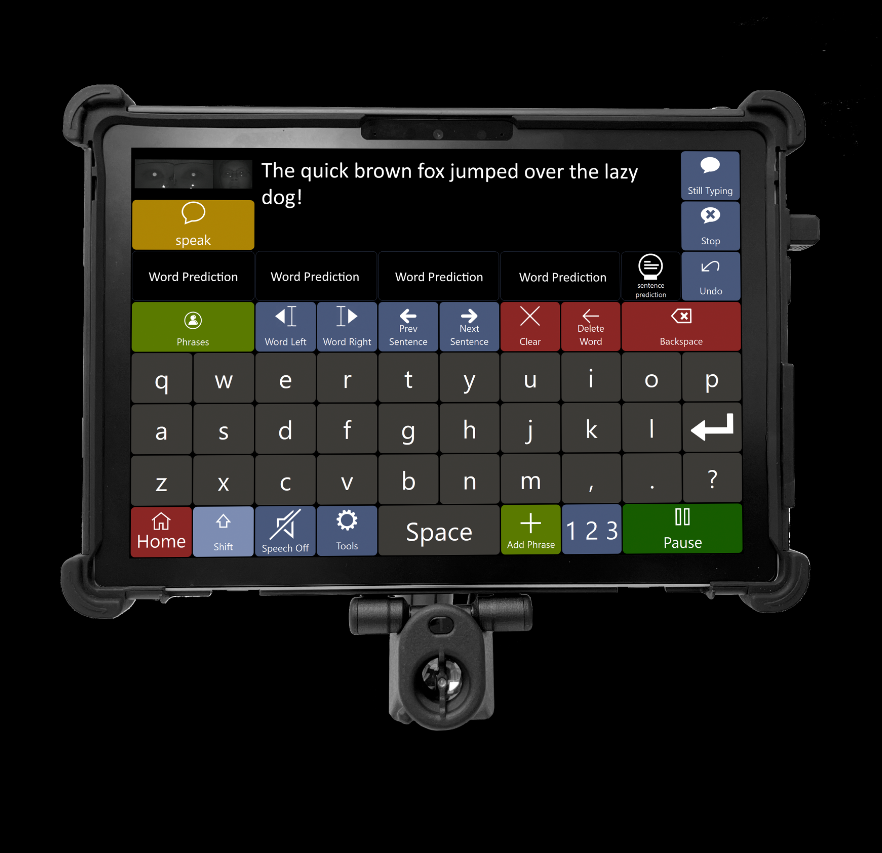 The quick brown fox jumped over the lazy
dog!
Still Typing
speak
Stop
Word Prediction Word Prediction Word Prediction Word Prediction sentence
prediction
Undo
Phrases Word Left Word Right Prev
Sentence Next
Sentence Clear Delete
Word Backspace
q w e r t y u i o p
a s d f g h j k l
z x c v b n m , . ?
Home Shift Speech Off Tools Space Add Phrase 1 2 3 Pause